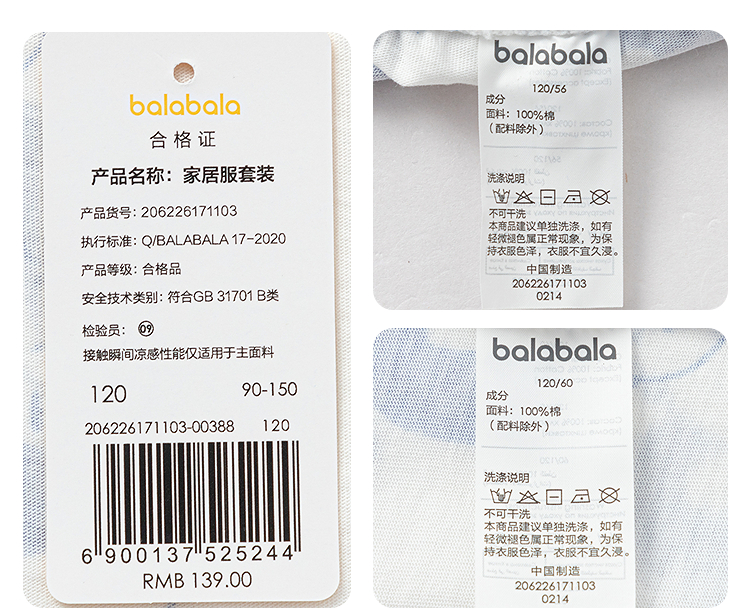 balabala
合格证
产品名称：家居服套装
产品货号：206226171103
执行标准：Q/BALABALA 17-2020
产品等级：合格品
安全技术类别：符合GB 31701 B类
检验员：09
接触瞬间凉感性能仅适用于主面料
120 90-150
206226171103-00388 120
6 900137 525244
RMB 139.00
balabala
120/56
成分
面料：100%棉
（配料除外）
洗涤说明
不可干洗
本商品建议单独洗涤，如有
轻微褪色属正常现象，为保
持衣服色泽，衣服不宜久浸。
中国制造
206226171103
0214
balabala
120/60
成分
面料：100%棉
（配料除外）
洗涤说明
不可干洗
本商品建议单独洗涤，如有
轻微褪色属正常现象，为保
持衣服色泽，衣服不宜久浸。
中国制造
206226171103
0214